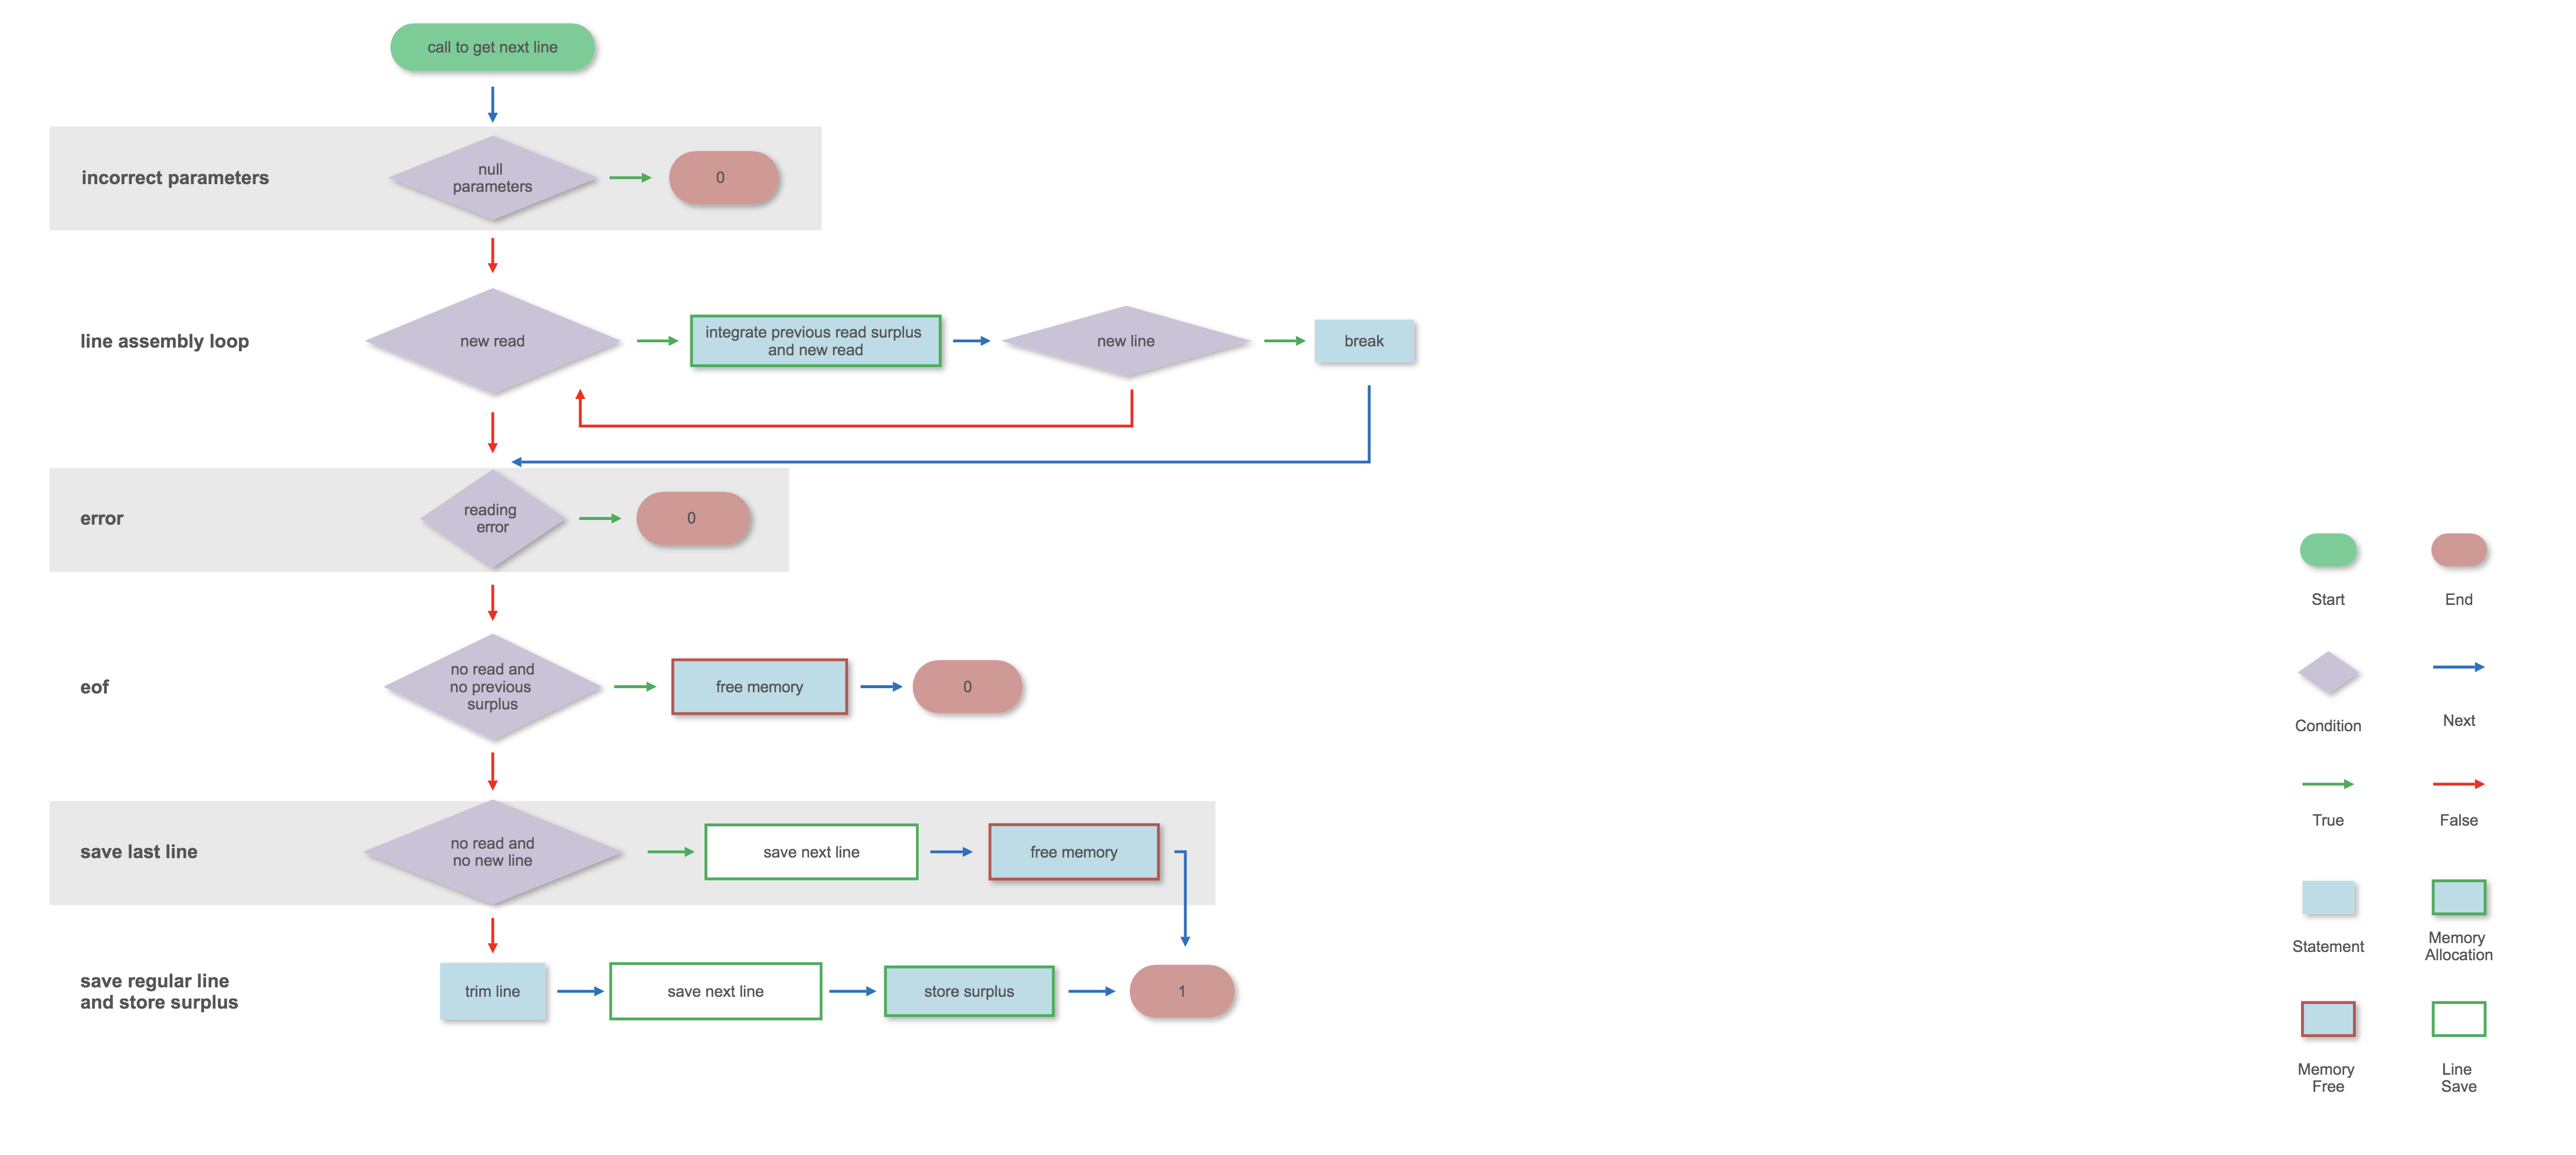 call to get next line
incorrect parameters
null
parameters
0
line assembly loop
new read
integrate previous read surplus
and new read
new line
break
error
reading
error
0
eof
no read and
no previous
surplus
free memory
0
save last line
no read and
no new line
save next line
free memory
save regular line
and store surplus
trim line
save next line
store surplus
1
Start
End
Condition
Next
True
False
Statement
Memory
Allocation
Memory
Free
Line
Save